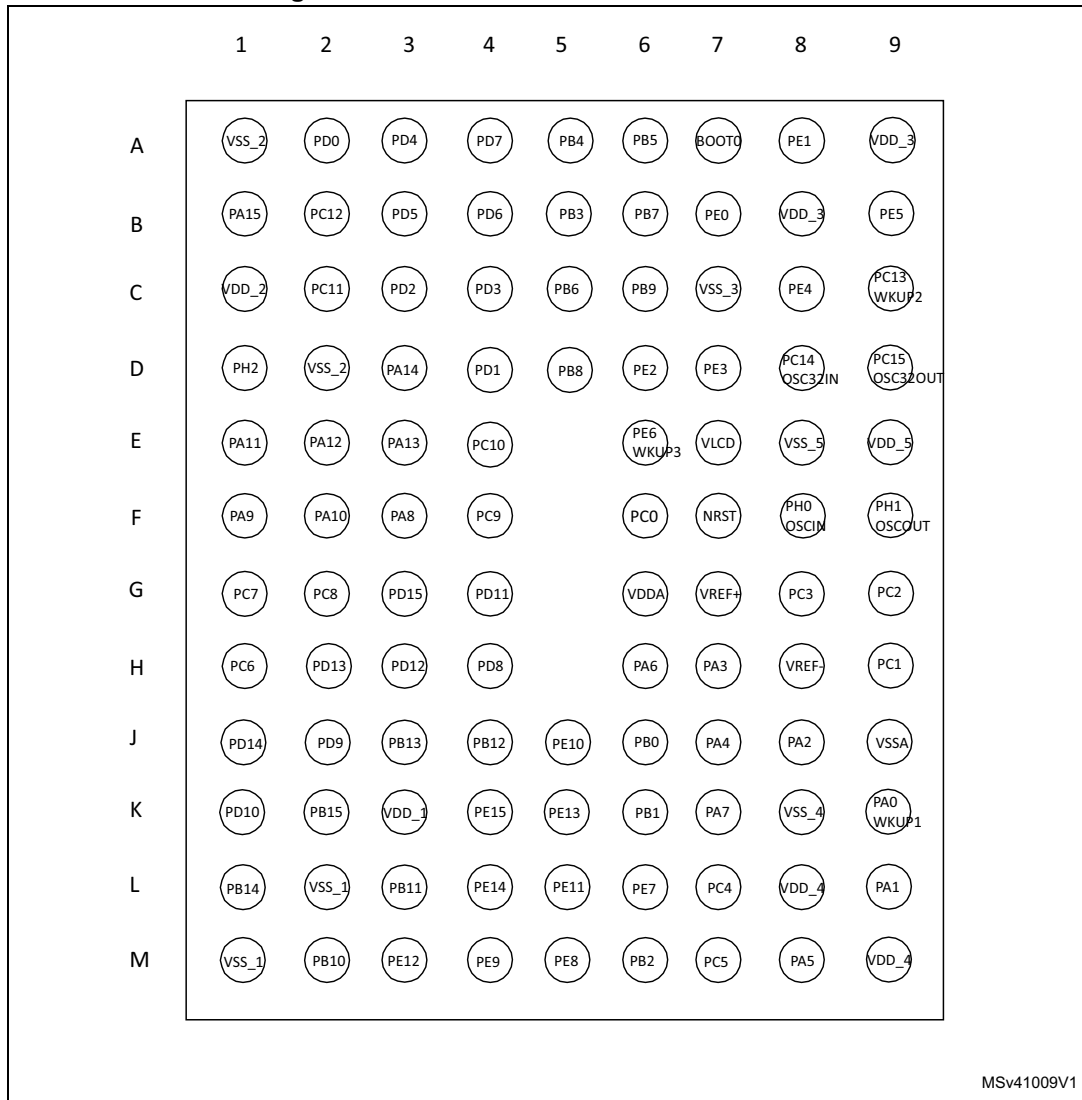 1 2 3 4 5 6 7 8 9
A VSS_2 PD0 PD4 PD7 PB4 PB5 BOOT0 PE1 VDD_3
B PA15 PC12 PD5 PD6 PB3 PB7 PE0 VDD_3 PE5
C VDD_2 PC11 PD2 PD3 PB6 PB9 VSS_3 PE4 PC13 WKUP2
D PH2 VSS_2 PA14 PD1 PB8 PE2 PE3 PC14 OSC32IN PC15 OSC32OUT
E PA11 PA12 PA13 PC10 PE6 WKUP3 VLCD VSS_5 VDD_5
F PA9 PA10 PA8 PC9 PC0 NRST PH0 OSCIN PH1 OSCOUT
G PC7 PC8 PD15 PD11 VDDA VREF+ PC3 PC2
H PC6 PD13 PD12 PD8 PA6 PA3 VREF- PC1
J PD14 PD9 PB13 PB12 PE10 PB0 PA4 PA2 VSSA
K PD10 PB15 VDD_1 PE15 PE13 PB1 PA7 VSS_4 PA0 WKUP1
L PB14 VSS_1 PB11 PE14 PE11 PE7 PC4 VDD_4 PA1
M VSS_1 PB10 PE12 PE9 PE8 PB2 PC5 PA5 VDD_4
MSv41009V1